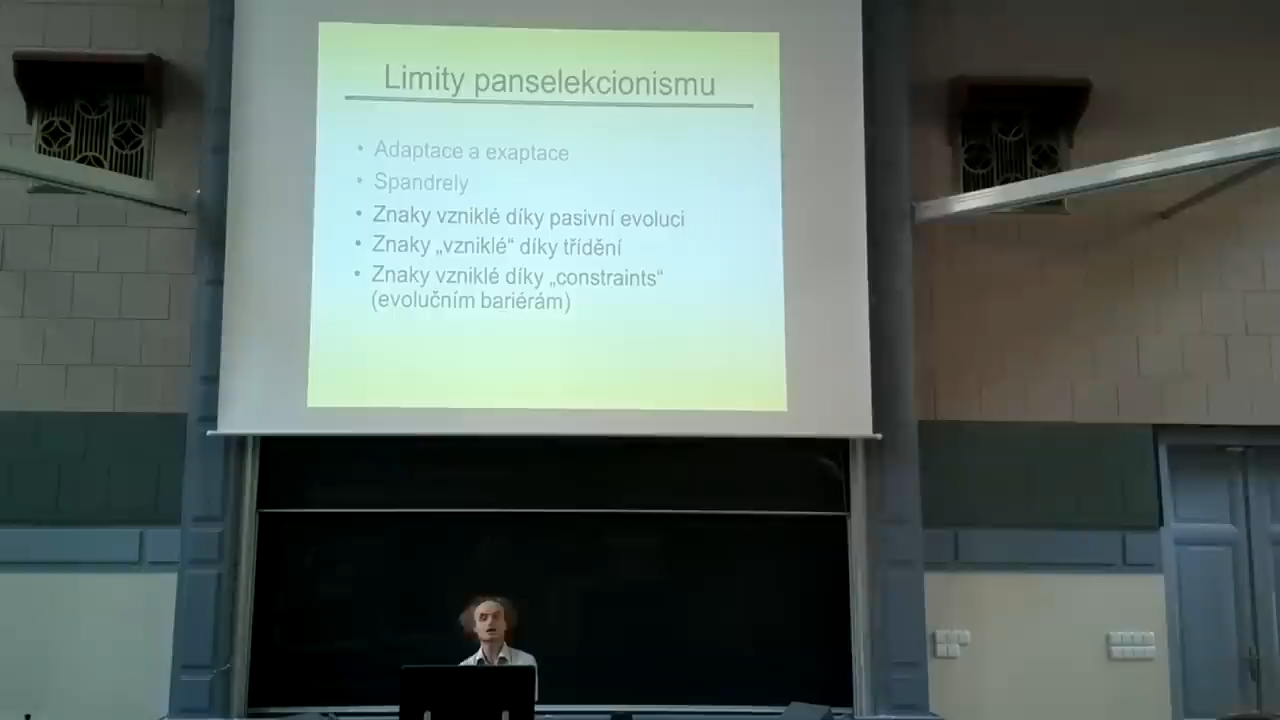 Limity panselekcionismu
• Adaptace a exaptace
• Spandrely
• Znaky vzniklé díky pasivní evoluci
• Znaky „vzniklé“ díky třídění
• Znaky vzniklé díky „constraints“
(evolučním bariérám)